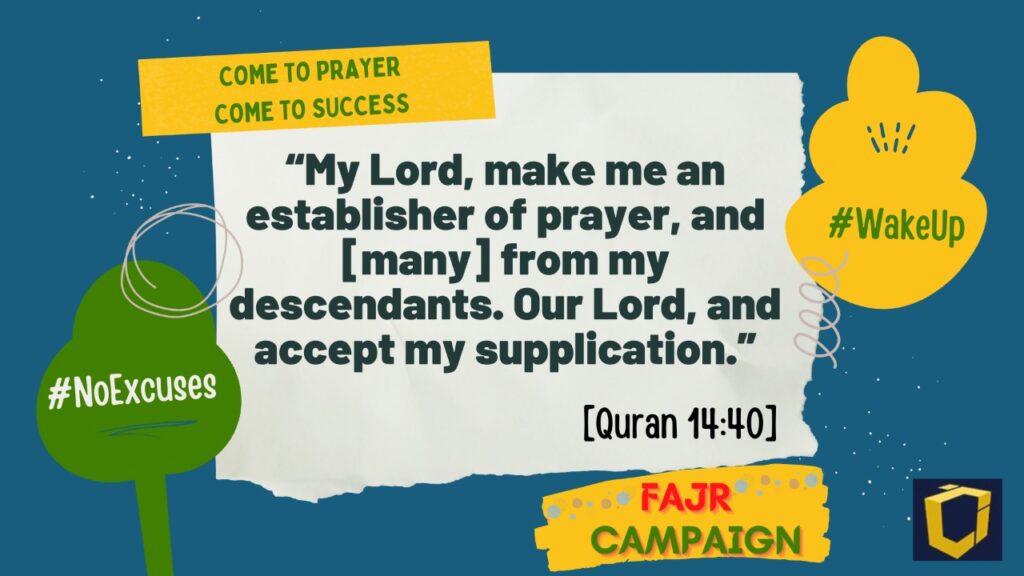 COME TO PRAYER
COME TO SUCCESS
“My Lord, make me an
establisher of prayer, and
[many] from my
descendants. Our Lord, and
accept my supplication.”
[Quran 14:40]
#WakeUp
#NoExcuses
FAJR
CAMPAIGN